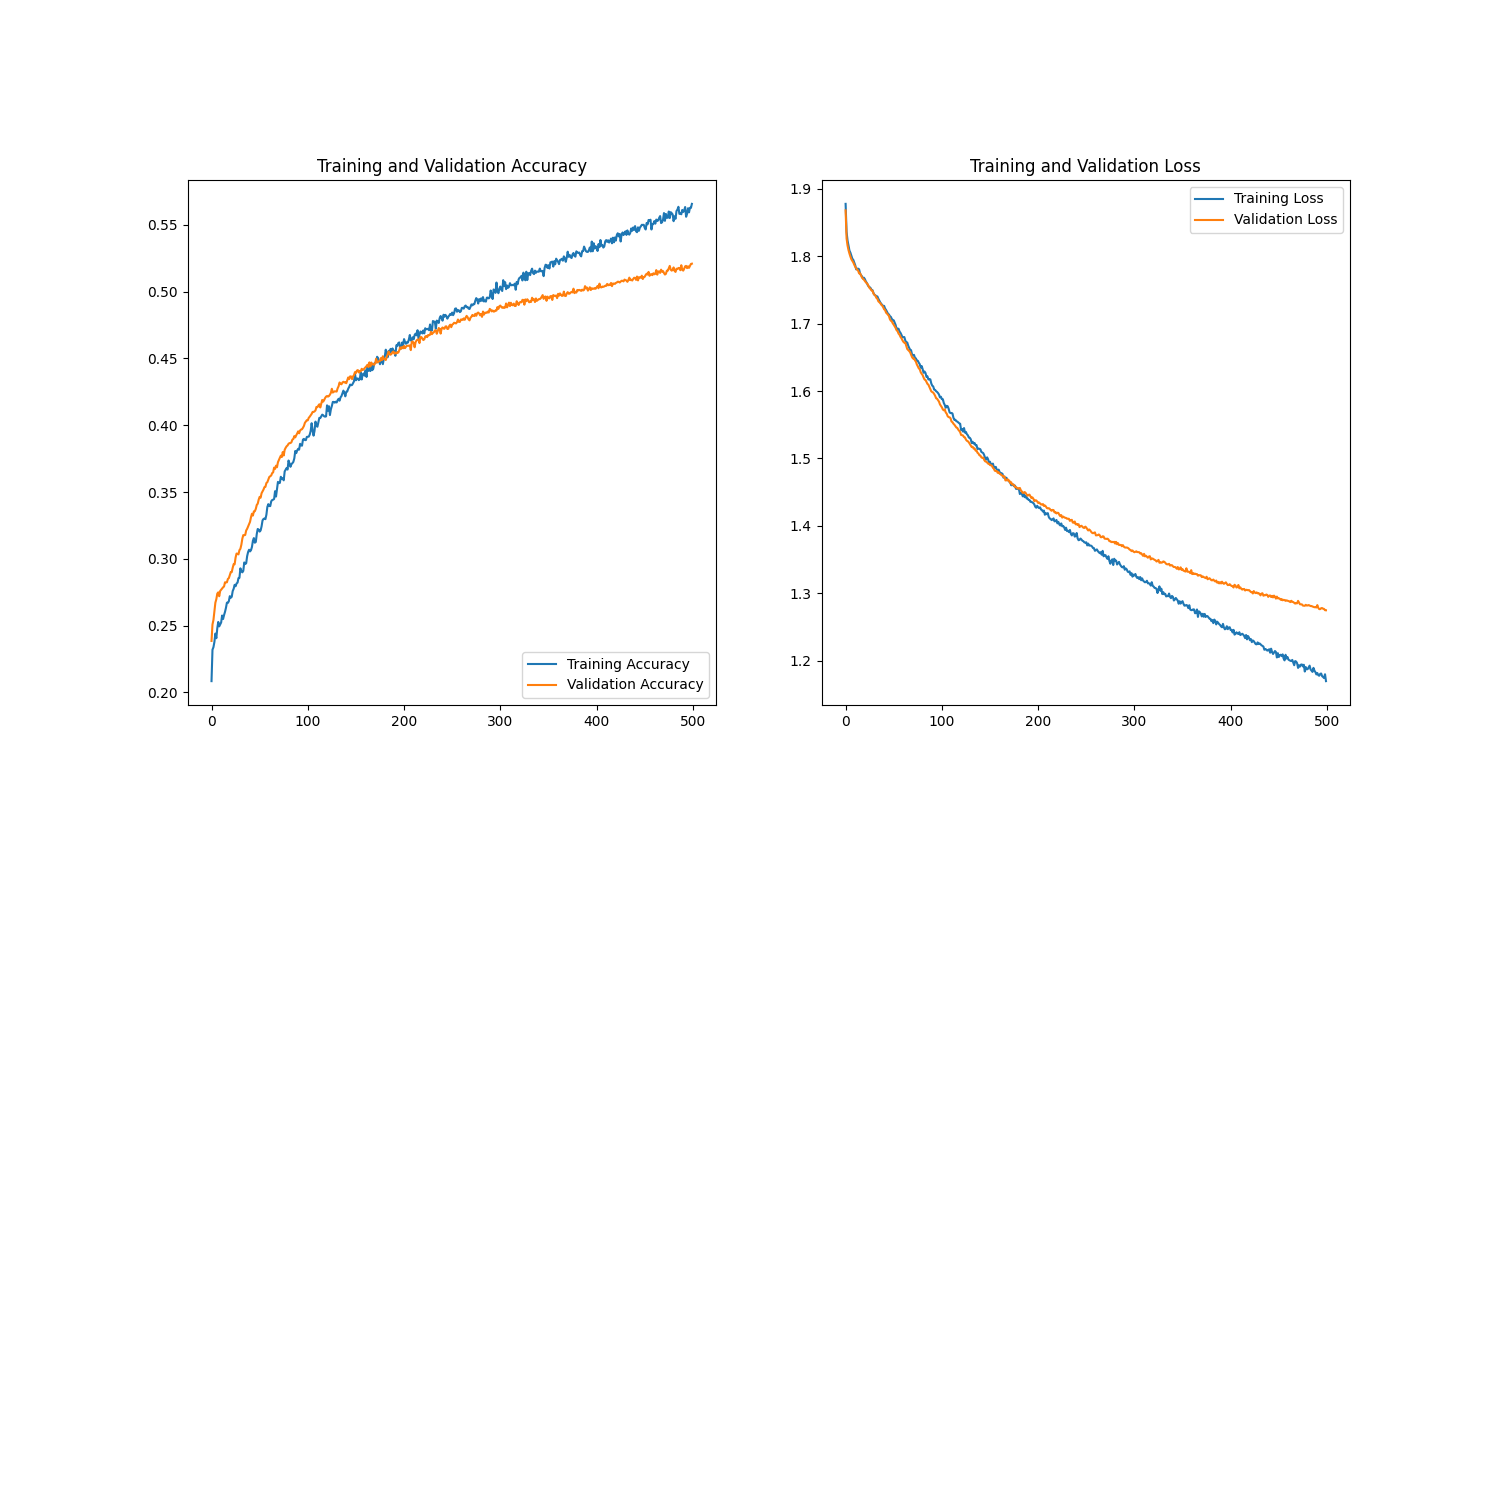 Training and Validation Accuracy
0.55
0.50
0.45
0.40
0.35
0.30
0.25
0.20
0 100 200 300 400 500
Training Accuracy
Validation Accuracy
Training and Validation Loss
1.9
1.8
1.7
1.6
1.5
1.4
1.3
1.2
0 100 200 300 400 500
Training Loss
Validation Loss